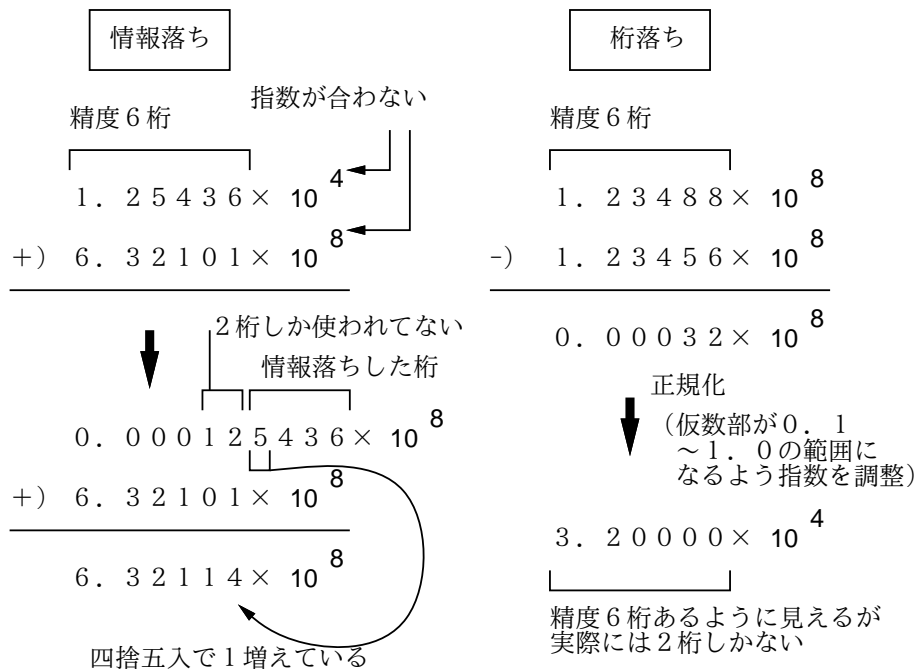 情報落ち
指数が合わない
精度６桁
１．２５４３６× 10 4
+） ６．３２１０１× 10 8
２桁しか使われてない
情報落ちした桁
０．０００１２５４３６× 10 8
+） ６．３２１０１× 10 8
６．３２１１４× 10 8
四捨五入で１増えている
桁落ち
精度６桁
１．２３４８８× 10 8
-） １．２３４５６× 10 8
０．０００３２× 10 8
正規化
（仮数部が０．１
～１．０の範囲に
なるよう指数を調整）
３．２００００× 10 4
精度６桁あるように見えるが
実際には２桁しかない